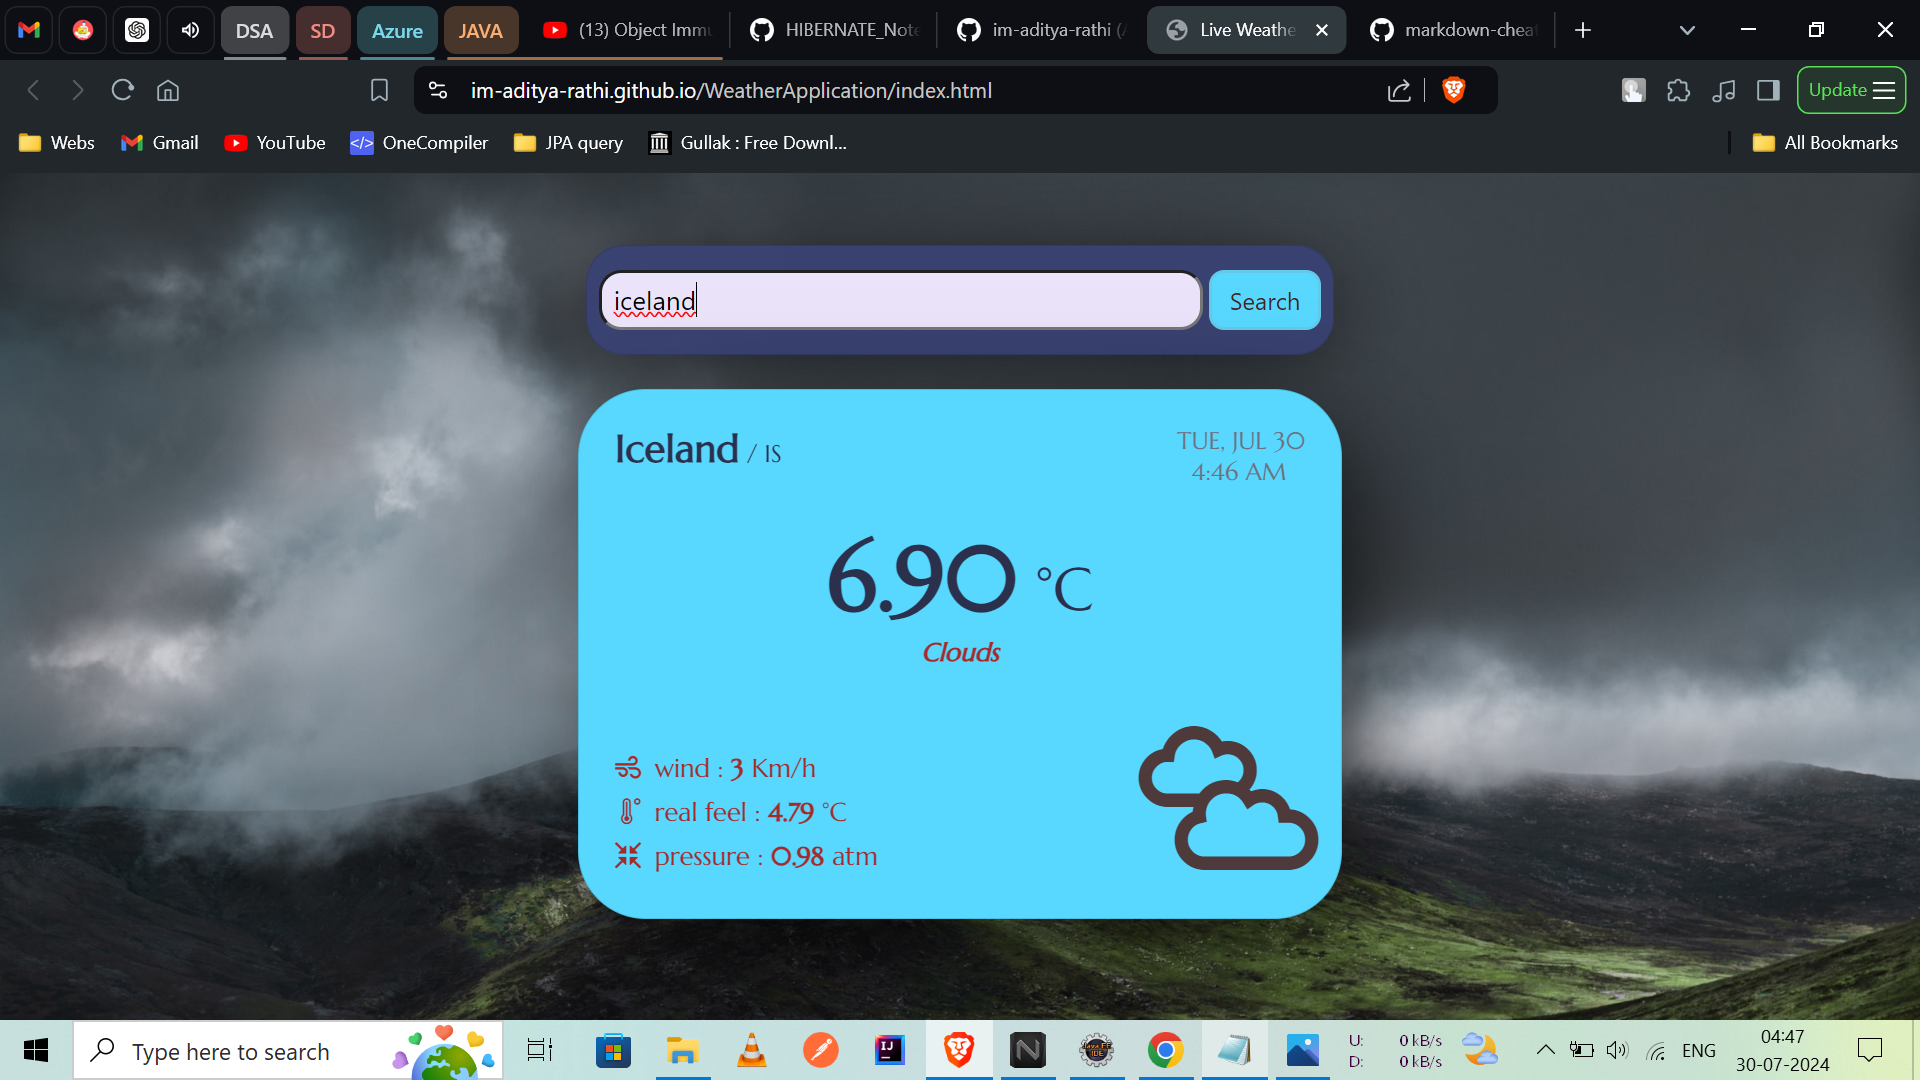 DSA SD Azure JAVA (13) Object Immu HIBERNATE_Note im-aditya-rathi (A Live Weathe markdown-cheat
im-aditya-rathi.github.io/WeatherApplication/index.html
Update
Webs Gmail YouTube OneCompiler JPA query Gullak : Free Downl... All Bookmarks
iceland
Search
Iceland / IS
TUE, JUL 30
4:46 AM
6.90 °C
Clouds
wind : 3 Km/h
real feel : 4.79 °C
pressure : 0.98 atm
Type here to search
U: 0 kB/s
D: 0 kB/s
ENG
04:47
30-07-2024